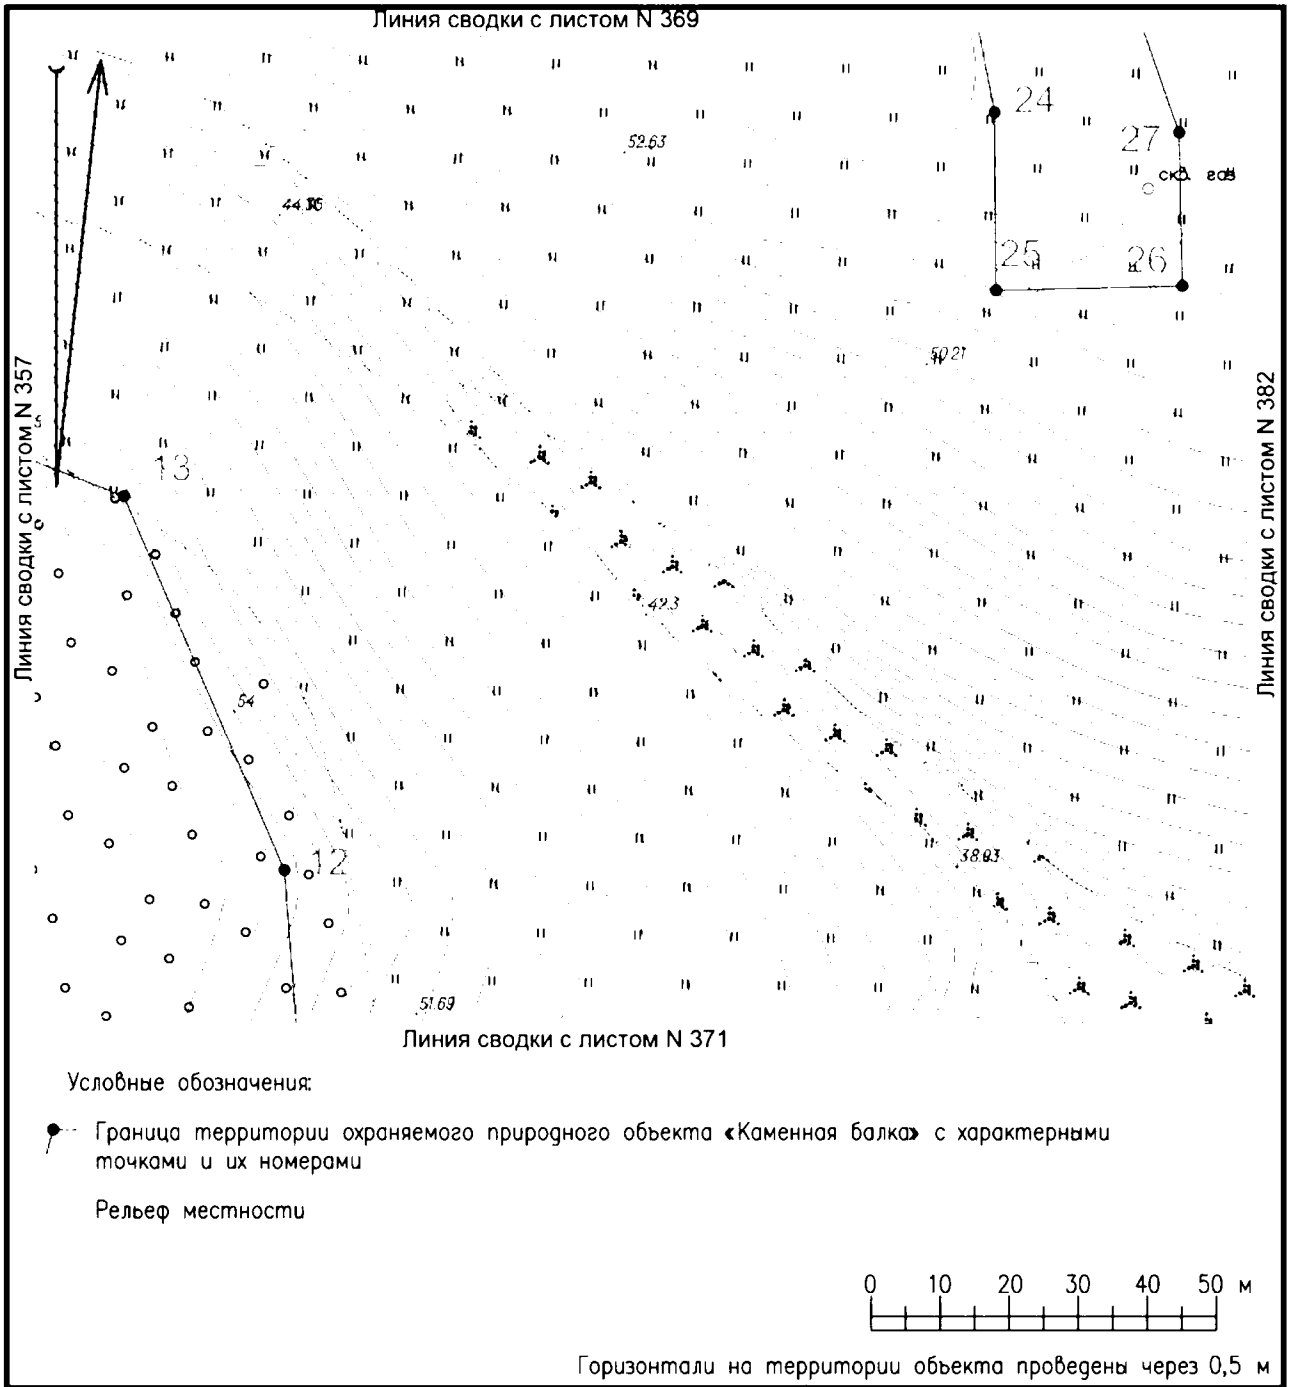 Линия сводки с листом N 369
24
27
52.63
скв. газ
44.36
25
26
50.21
Линия сводки с листом N 357
Линия сводки с листом N 382
13
42.3
54
12
38.93
51.69
Линия сводки с листом N 371
Условные обозначения:
Граница территории охраняемого природного объекта «Каменная балка» с характерными
точками и их номерами
Рельеф местности
0 10 20 30 40 50 м
Горизонтали на территории объекта проведены через 0,5 м